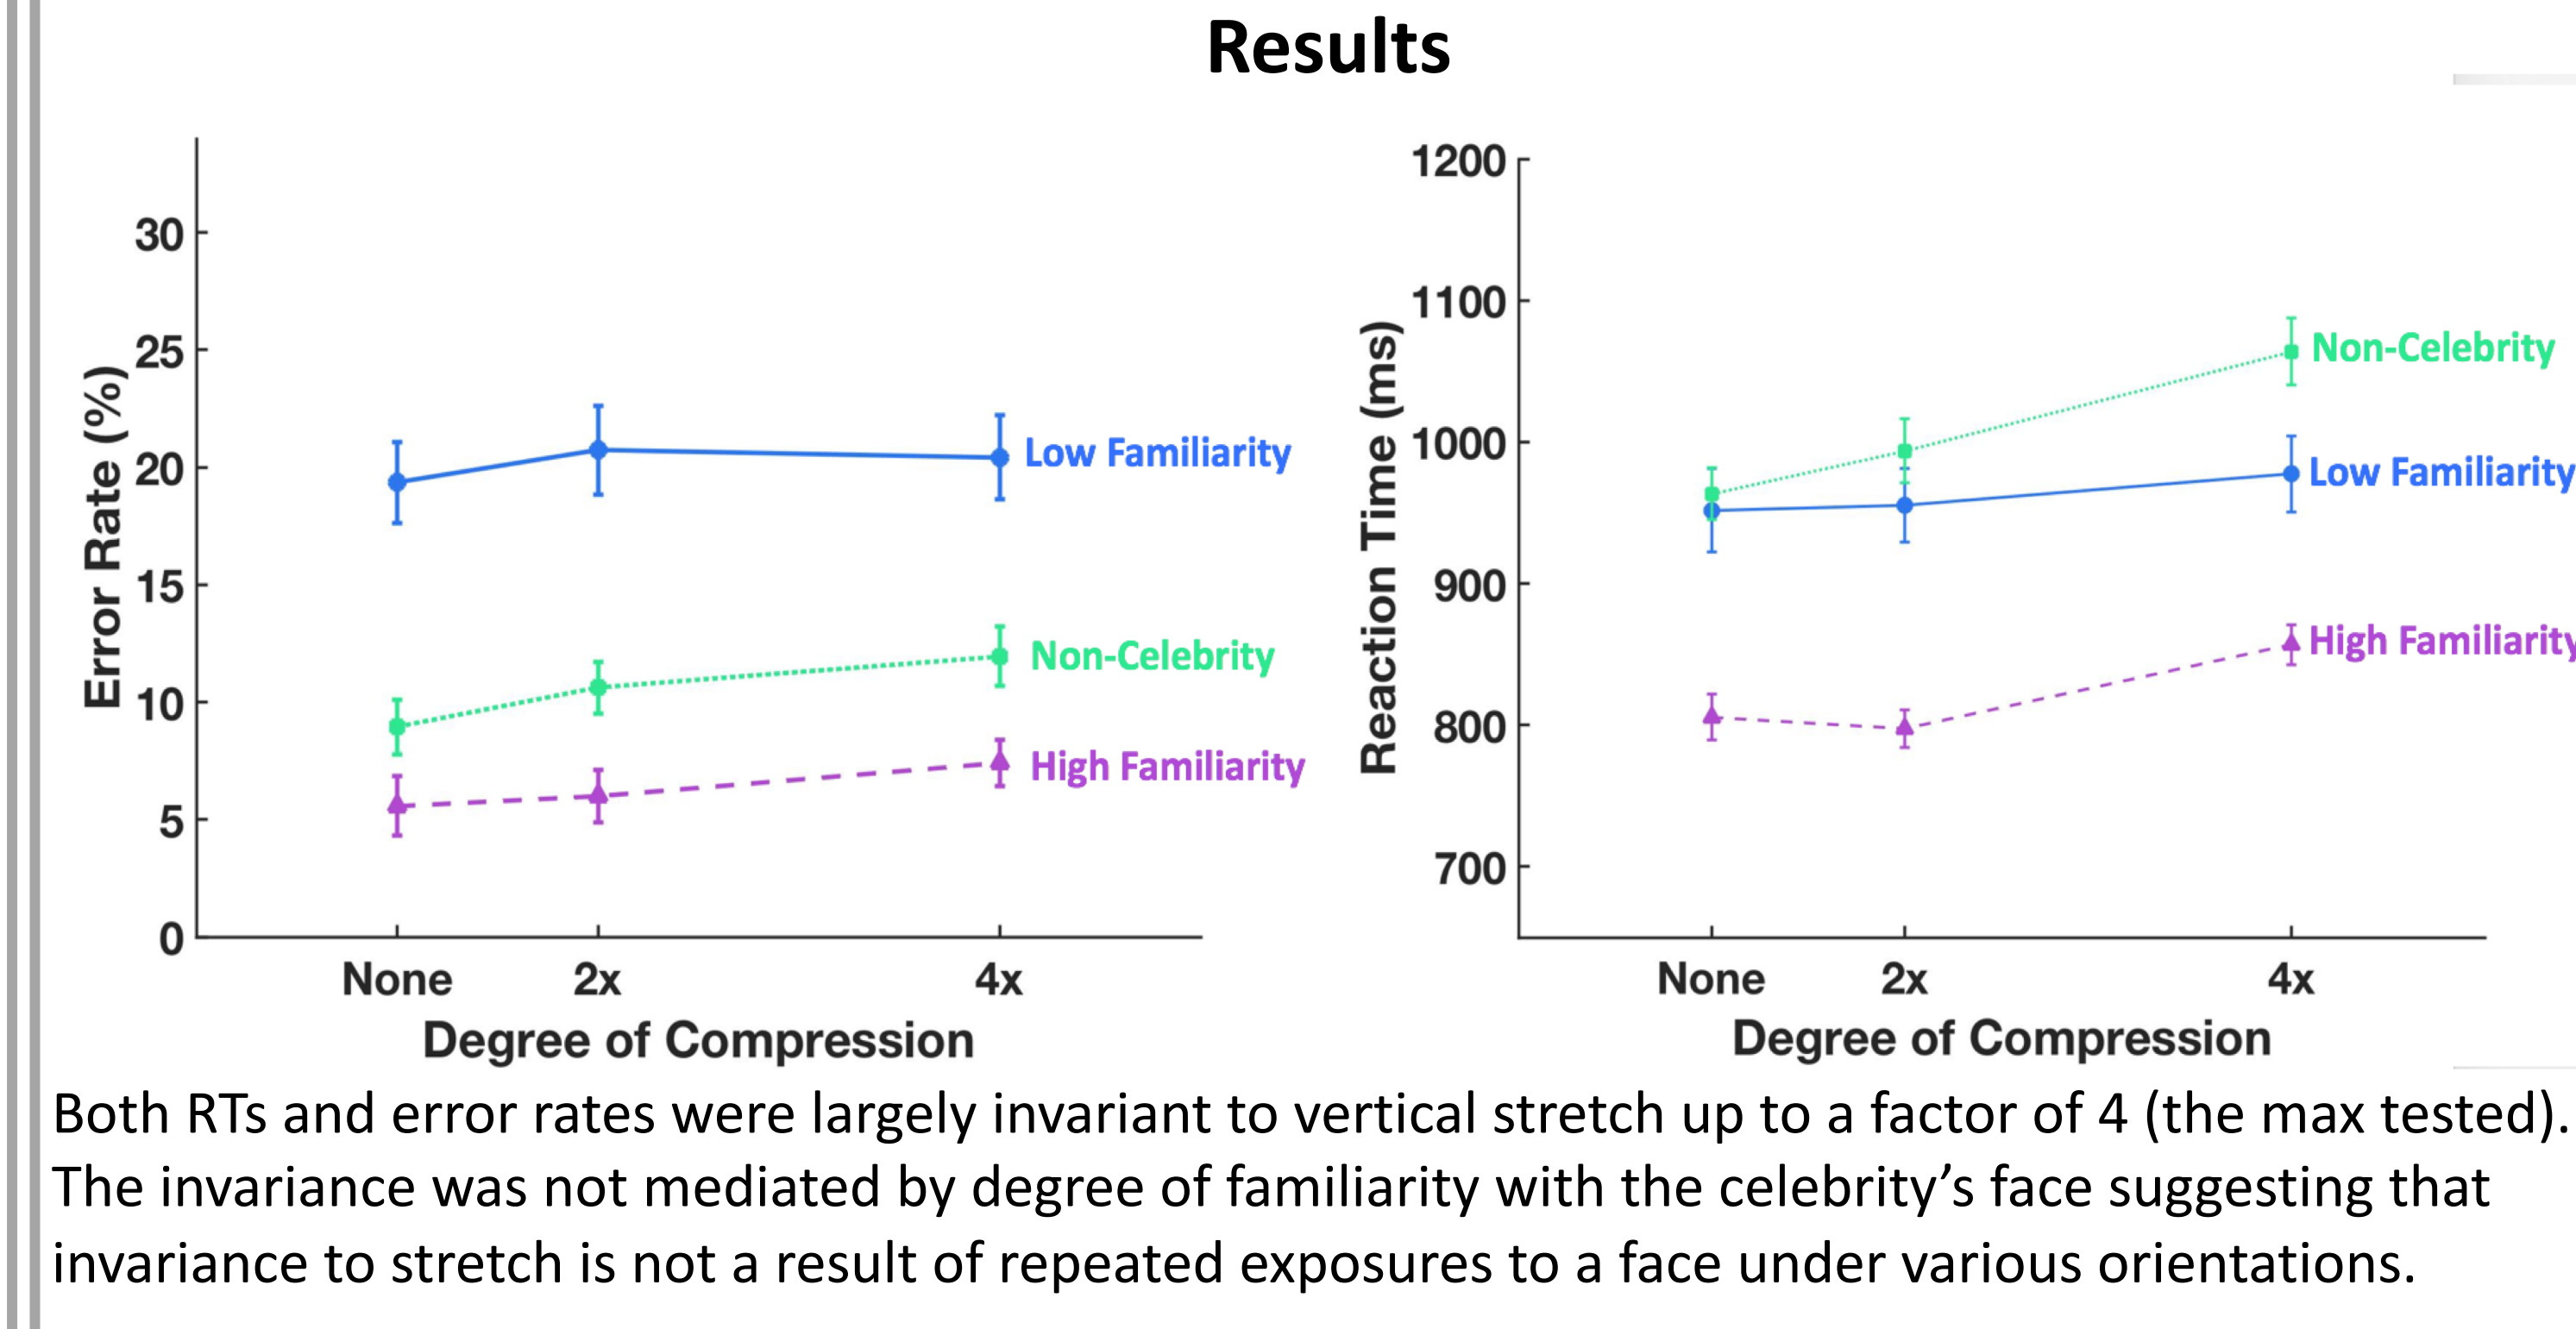 Results
Error Rate (%)
30
25
20
15
10
5
0
Low Familiarity
Non-Celebrity
High Familiarity
None 2x 4x
Degree of Compression
Reaction Time (ms)
1200
1100
1000
900
800
700
Non-Celebrity
Low Familiarity
High Familiarity
None 2x 4x
Degree of Compression
Both RTs and error rates were largely invariant to vertical stretch up to a factor of 4 (the max tested).
The invariance was not mediated by degree of familiarity with the celebrity’s face suggesting that
invariance to stretch is not a result of repeated exposures to a face under various orientations.